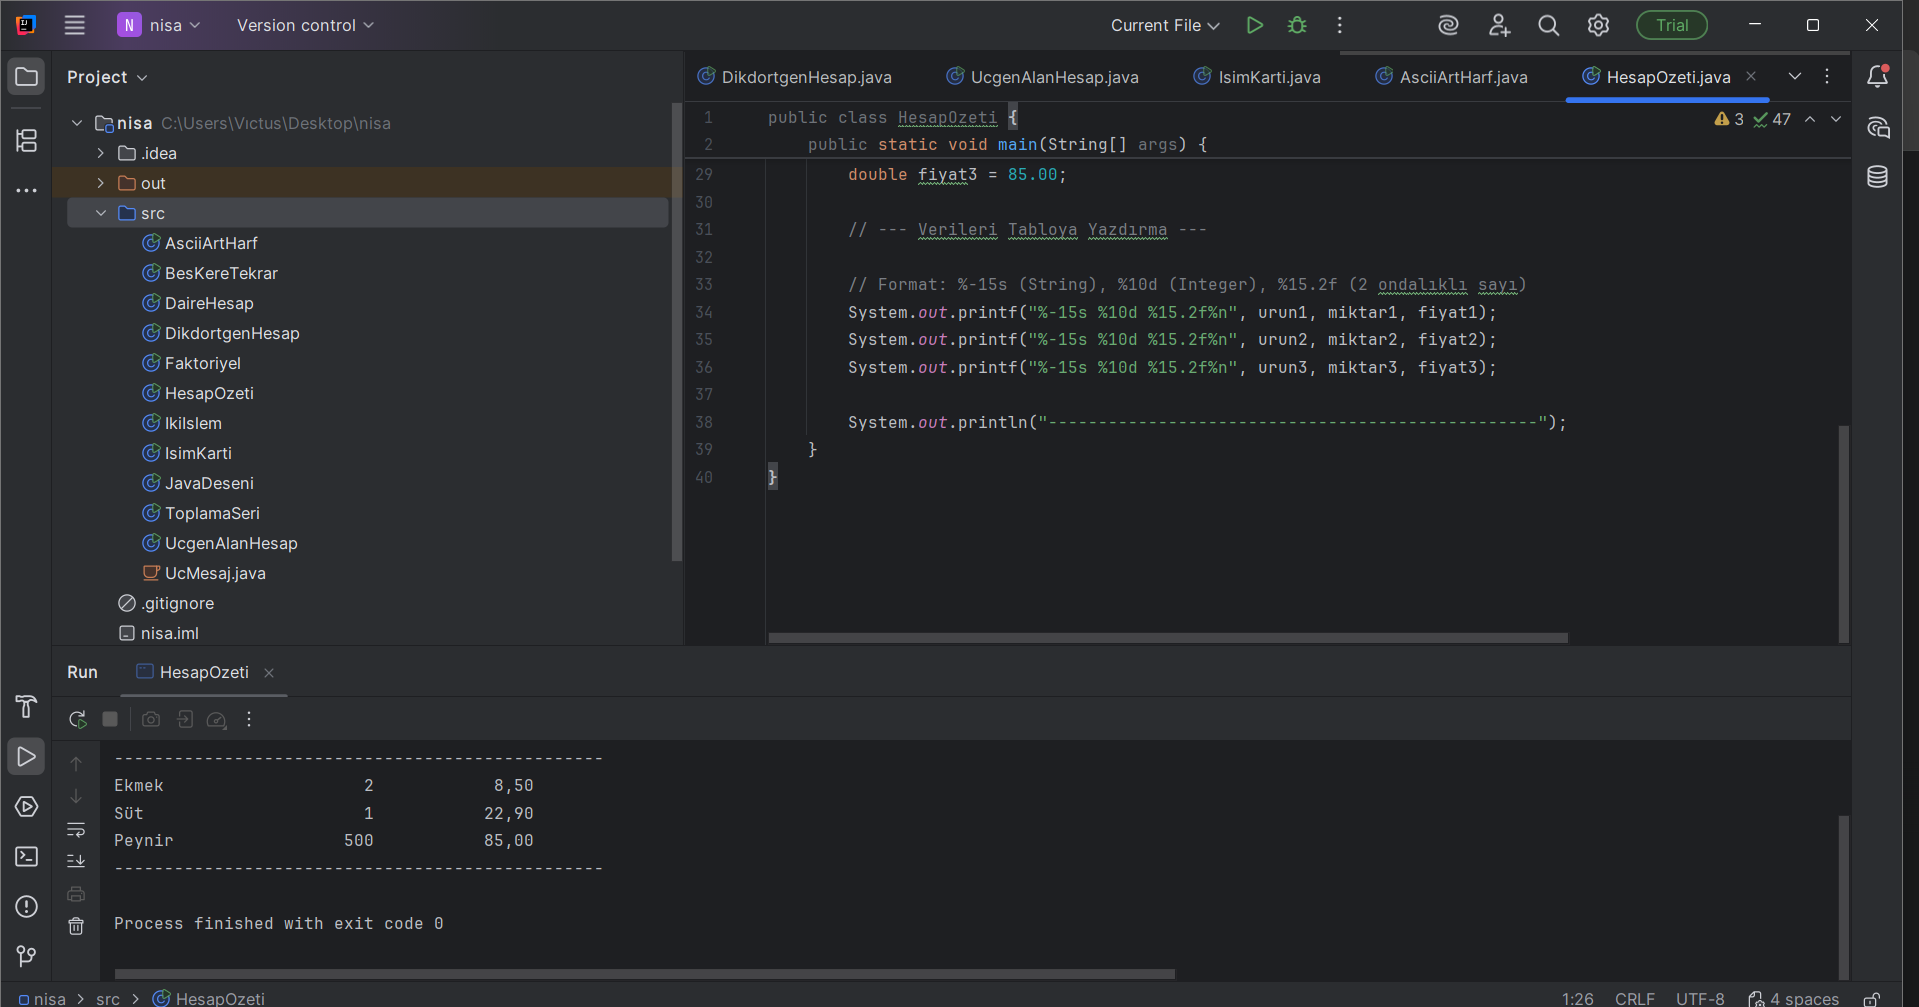 N nisa Version control Current File Trial
Project
DikdortgenHesap.java UcgenAlanHesap.java IsimKarti.java AsciiArtHarf.java HesapOzeti.java
nisa C:\Users\Vıctus\Desktop\nisa
.idea
out
src
AsciiArtHarf
BesKereTekrar
DaireHesap
DikdortgenHesap
Faktoriyel
HesapOzeti
IkiIslem
IsimKarti
JavaDeseni
ToplamaSeri
UcgenAlanHesap
UcMesaj.java
.gitignore
nisa.iml
1 public class HesapOzeti { 3 47
2 public static void main(String[] args) {
29 double fiyat3 = 85.00;
30
31 // --- Verileri Tabloya Yazdırma ---
32
33 // Format: %-15s (String), %10d (Integer), %15.2f (2 ondalıklı sayı)
34 System.out.printf("%-15s %10d %15.2f%n", urun1, miktar1, fiyat1);
35 System.out.printf("%-15s %10d %15.2f%n", urun2, miktar2, fiyat2);
36 System.out.printf("%-15s %10d %15.2f%n", urun3, miktar3, fiyat3);
37
38 System.out.println("-------------------------------------------------");
39 }
40 }
Run HesapOzeti
-------------------------------------------------
Ekmek 2 8,50
Süt 1 22,90
Peynir 500 85,00
-------------------------------------------------
Process finished with exit code 0
nisa > src > HesapOzeti 1:26 CRLF UTF-8 4 spaces